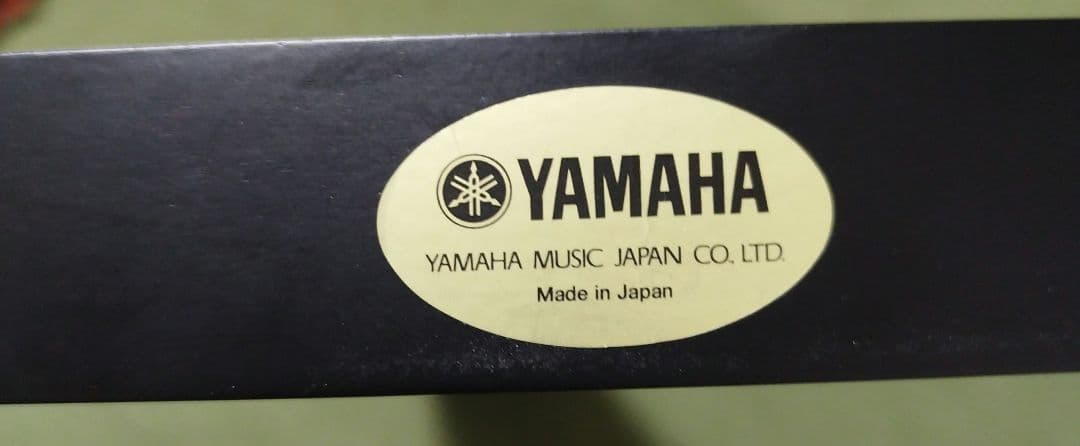 YAMAHA
YAMAHA MUSIC JAPAN CO., LTD.
Made in Japan